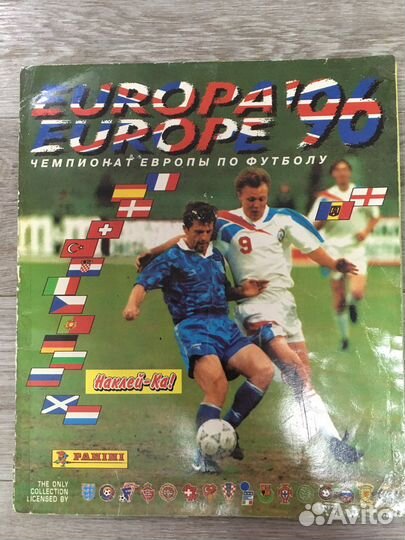 EUROPA '96
EUROPE
ЧЕМПИОНАТ ЕВРОПЫ ПО ФУТБОЛУ
9
Наклей-Ка!
PANINI
THE ONLY
COLLECTION
LICENSED BY
Avito